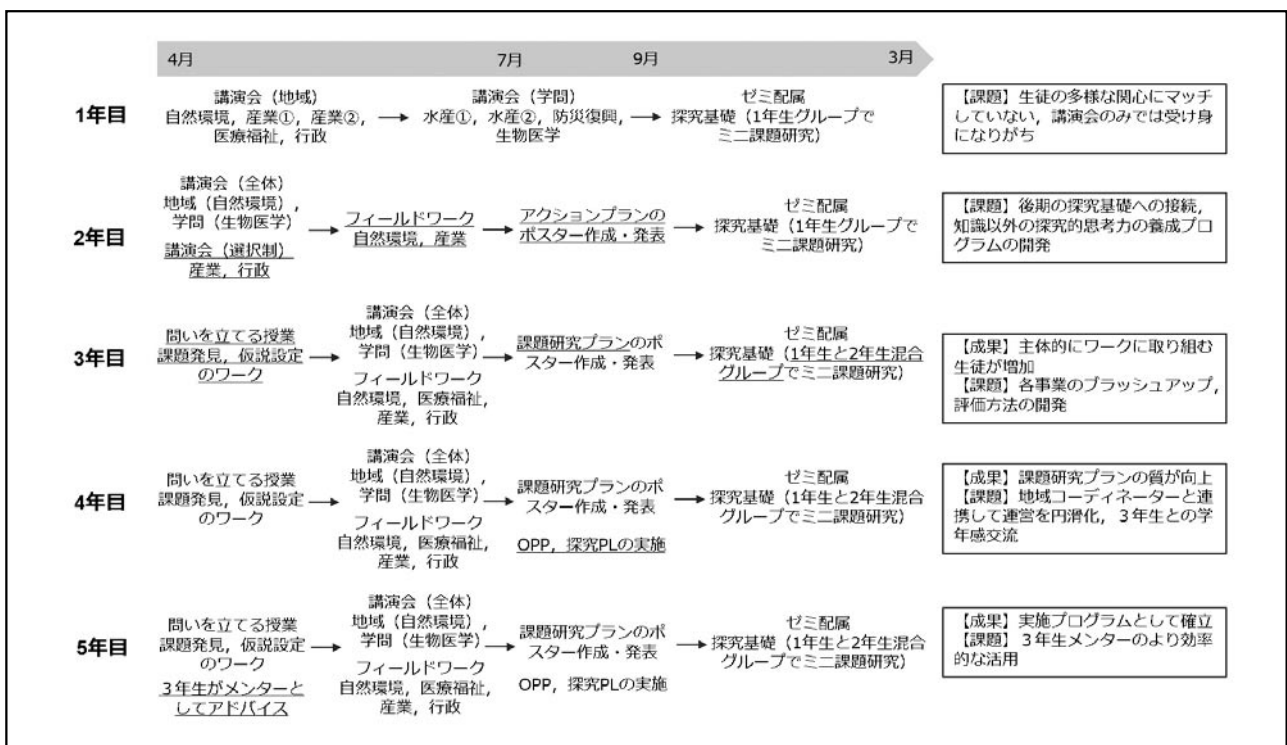 4月
7月
9月
3月
1年目
講演会（地域）
自然環境，産業①，産業②，
医療福祉，行政
講演会（学問）
水産①，水産②，防災復興，
生物医学
ゼミ配属
探究基礎（1年生グループで
ミニ課題研究）
【課題】生徒の多様な関心にマッチ
していない，講演会のみでは受け身
になりがち
2年目
講演会（全体）
地域（自然環境），
学問（生物医学）
講演会（選択制）
産業，行政
フィールドワーク
自然環境，産業
アクションプランの
ポスター作成・発表
ゼミ配属
探究基礎（1年生グループで
ミニ課題研究）
【課題】後期の探究基礎への接続，
知識以外の探究的思考力の養成プロ
グラムの開発
3年目
問いを立てる授業
課題発見，仮説設定
のワーク
講演会（全体）
地域（自然環境），
学問（生物医学）
フィールドワーク
自然環境，医療福祉，
産業，行政
課題研究プランのポ
スター作成・発表
ゼミ配属
探究基礎（1年生と2年生混合
グループでミニ課題研究）
【成果】主体的にワークに取り組む
生徒が増加
【課題】各事業のブラッシュアップ，
評価方法の開発
4年目
問いを立てる授業
課題発見，仮説設定
のワーク
講演会（全体）
地域（自然環境），
学問（生物医学）
フィールドワーク
自然環境，医療福祉，
産業，行政
課題研究プランのポ
スター作成・発表
OPP，探究PLの実施
ゼミ配属
探究基礎（1年生と2年生混合
グループでミニ課題研究）
【成果】課題研究プランの質が向上
【課題】地域コーディネーターと連
携して運営を円滑化，３年生との学
年感交流
5年目
問いを立てる授業
課題発見，仮説設定
のワーク
３年生がメンターと
してアドバイス
講演会（全体）
地域（自然環境），
学問（生物医学）
フィールドワーク
自然環境，医療福祉，
産業，行政
課題研究プランのポ
スター作成・発表
OPP，探究PLの実施
ゼミ配属
探究基礎（1年生と2年生混合
グループでミニ課題研究）
【成果】実施プログラムとして確立
【課題】３年生メンターのより効率
的な活用